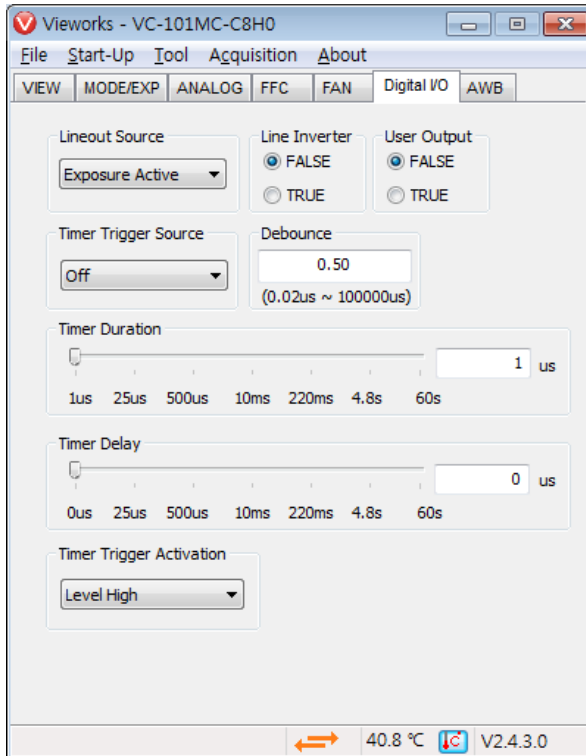 Vieworks - VC-101MC-C8H0
File Start-Up Tool Acquisition About
VIEW MODE/EXP ANALOG FFC FAN Digital I/O AWB
Lineout Source Line Inverter User Output
Exposure Active FALSE FALSE
TRUE TRUE
Timer Trigger Source Debounce
Off 0.50
(0.02us ~ 100000us)
Timer Duration
1 us
1us 25us 500us 10ms 220ms 4.8s 60s
Timer Delay
0 us
0us 25us 500us 10ms 220ms 4.8s 60s
Timer Trigger Activation
Level High
40.8 ℃ C V2.4.3.0